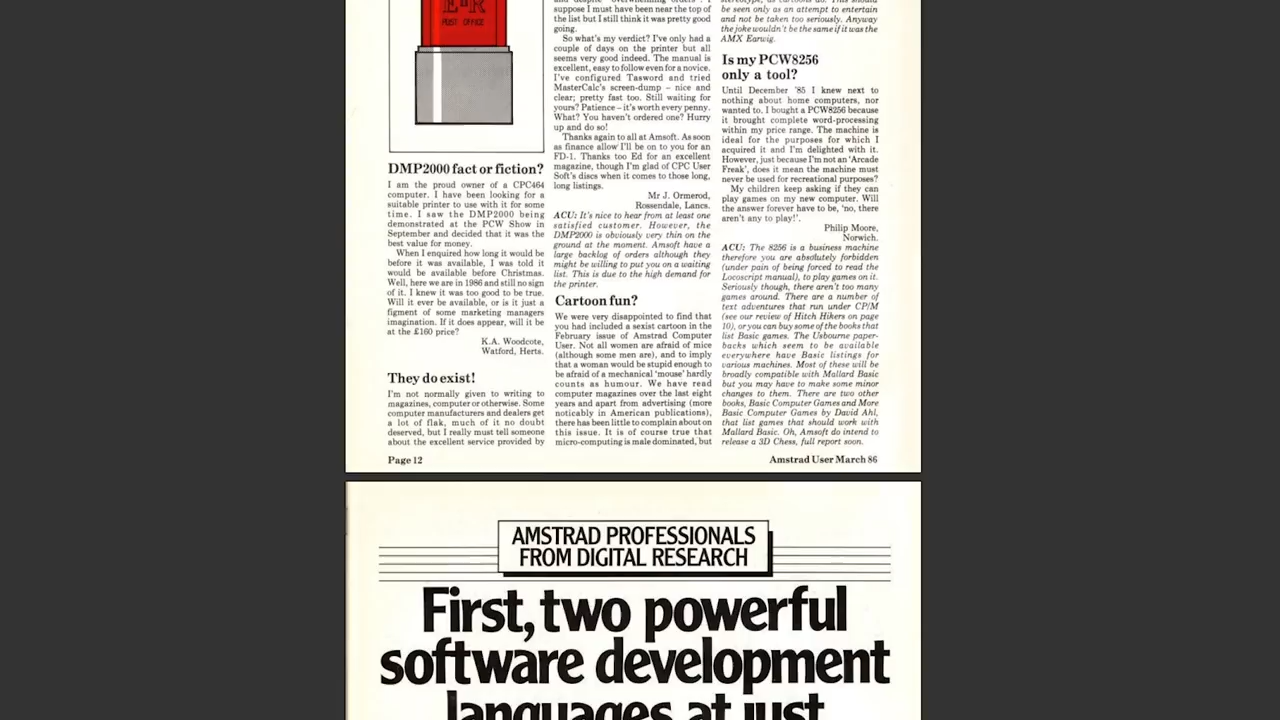 E R
POST OFFICE
DMP2000 fact or fiction?
I am the proud owner of a CPC464
computer. I have been looking for a
suitable printer to use with it for some
time. I saw the DMP2000 being
demonstrated at the PCW Show in
September and decided that it was the
best value for money.
When I enquired how long it would be
before it was available, I was told it
would be available before Christmas.
Well, here we are in 1986 and still no sign
of it. I knew it was too good to be true.
Will it ever be available, or is it just a
figment of some marketing managers
imagination. If it does appear, will it be
at the £160 price?
K.A. Woodcote,
Watford, Herts.
They do exist!
I'm not normally given to writing to
magazines, computer or otherwise. Some
computer manufacturers and dealers get
a lot of flak, much of it no doubt
deserved, but I really must tell someone
about the excellent service provided by
suppose I must have been near the top of
the list but I still think it was pretty good
going.
So what's my verdict? I've only had a
couple of days on the printer but all
seems very good indeed. The manual is
excellent, easy to follow even for a novice.
I've configured Tasword and tried
MasterCalc's screen-dump – nice and
clear; pretty fast too. Still waiting for
yours? Patience – it's worth every penny.
What? You haven't ordered one? Hurry
up and do so!
Thanks again to all at Amsoft. As soon
as finance allow I'll be on to you for an
FD-1. Thanks too Ed for an excellent
magazine, though I'm glad of CPC User
Soft's discs when it comes to those long,
long listings.
Mr J. Ormerod,
Rossendale, Lancs.
ACU: It's nice to hear from at least one
satisfied customer. However, the
DMP2000 is obviously very thin on the
ground at the moment. Amsoft have a
large backlog of orders although they
might be willing to put you on a waiting
list. This is due to the high demand for
the printer.
Cartoon fun?
We were very disappointed to find that
you had included a sexist cartoon in the
February issue of Amstrad Computer
User. Not all women are afraid of mice
(although some men are), and to imply
that a woman would be stupid enough to
be afraid of a mechanical 'mouse' hardly
counts as humour. We have read
computer magazines over the last eight
years and apart from advertising (more
noticably in American publications),
there has been little to complain about on
this issue. It is of course true that
micro-computing is male dominated, but
be seen only as an attempt to entertain
and not be taken too seriously. Anyway
the joke wouldn't be the same if it was the
AMX Earwig.
Is my PCW8256
only a tool?
Until December '85 I knew next to
nothing about home computers, nor
wanted to. I bought a PCW8256 because
it brought complete word-processing
within my price range. The machine is
ideal for the purposes for which I
acquired it and I'm delighted with it.
However, just because I'm not an 'Arcade
Freak', does it mean the machine must
never be used for recreational purposes?
My children keep asking if they can
play games on my new computer. Will
the answer forever have to be, 'no, there
aren't any to play!'.
Philip Moore,
Norwich.
ACU: The 8256 is a business machine
therefore you are absolutely forbidden
(under pain of being forced to read the
Locoscript manual), to play games on it.
Seriously though, there aren't too many
games around. There are a number of
text adventures that run under CP/M
(see our review of Hitch Hikers on page
10), or you can buy some of the books that
list Basic games. The Usbourne paper-
backs which seem to be available
everywhere have Basic listings for
various machines. Most of these will be
broadly compatible with Mallard Basic
but you may have to make some minor
changes to them. There are two other
books, Basic Computer Games and More
Basic Computer Games by David Ahl,
that list games that should work with
Mallard Basic. Oh, Amsoft do intend to
release a 3D Chess, full report soon.
Page 12
Amstrad User March 86
AMSTRAD PROFESSIONALS
FROM DIGITAL RESEARCH
First, two powerful
software development
languages at just